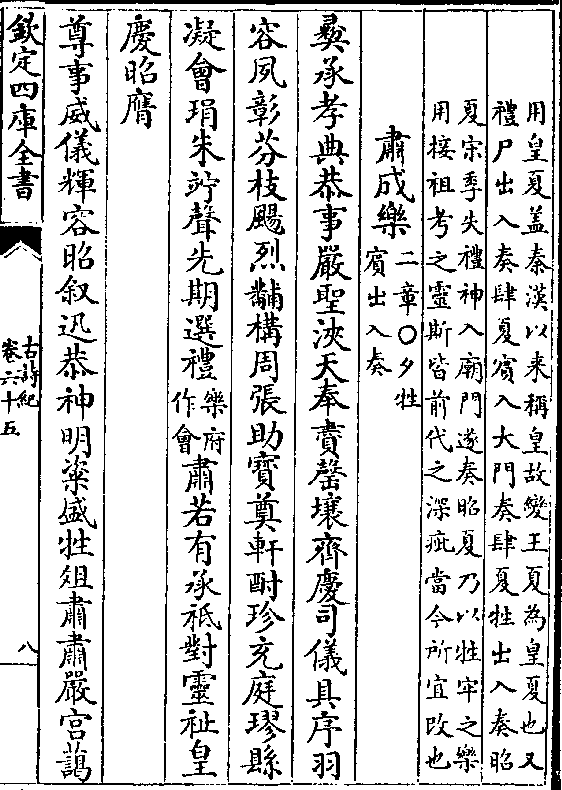 用皇夏蓋秦漢以来稱皇故變王夏為皇夏也又
禮尸出入奏肆夏賓入大門奏肆夏牲出入奏昭
夏宗季失禮神入廟門遂奏昭夏乃以牲牢之樂
用接祖考之靈斯皆前代之深疵當今所宜改也
肅成樂二章○夕牲
賓出入奏
彞承孝典恭事嚴聖浹天奉賮罄壤齊慶司儀具序羽
容夙彰芬枝颺烈黼構周張助寶奠軒酎珍充庭璆縣
凝會琄朱竚聲先期選禮樂府
作會肅若有承祗對靈祉皇
慶昭膺
尊事威儀輝容昭叙迅恭神明粢盛牲俎肅肅嚴宫藹
欽定四庫全書
古詩紀
卷六十五
八